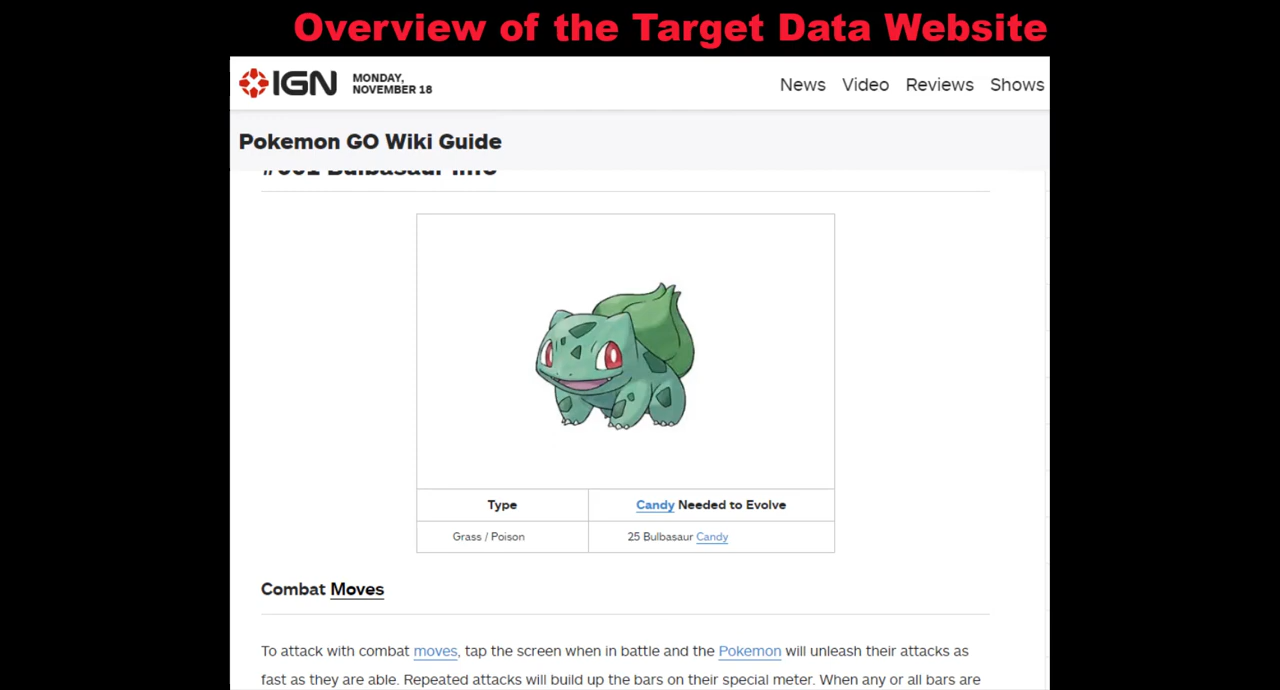 Overview of the Target Data Website
IGN MONDAY,
NOVEMBER 18
News Video Reviews Shows
Pokemon GO Wiki Guide
#001 Bulbasaur Info
Type Candy Needed to Evolve
Grass / Poison 25 Bulbasaur Candy
Combat Moves
To attack with combat moves, tap the screen when in battle and the Pokemon will unleash their attacks as
fast as they are able. Repeated attacks will build up the bars on their special meter. When any or all bars are